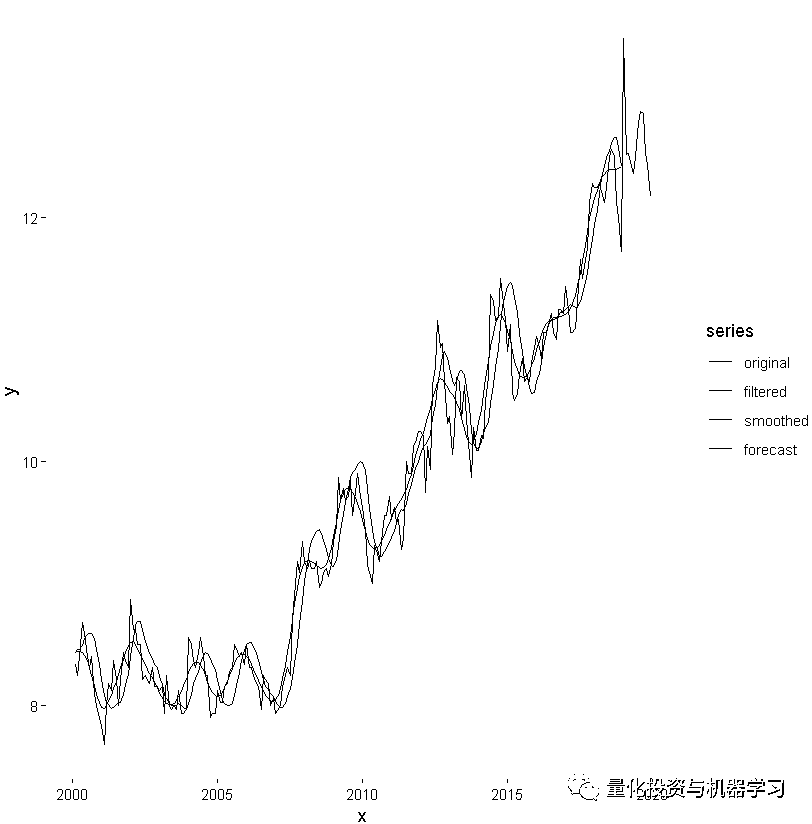 12
10
8
y
2000
2005
2010
2015
2020
x
series
original
filtered
smoothed
forecast
量化投资与机器学习